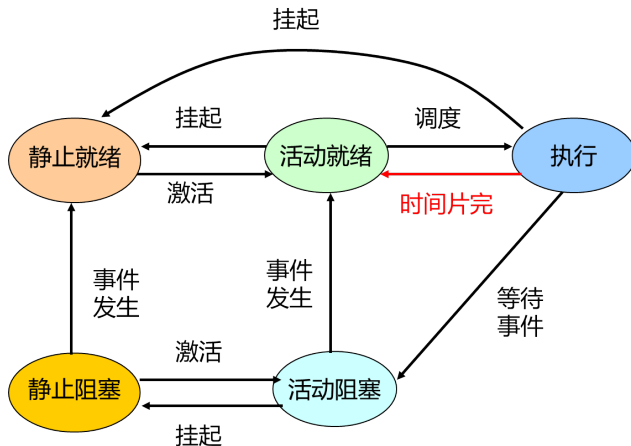 挂起
挂起
调度
静止就绪
活动就绪
执行
激活
时间片完
事件
发生
事件
发生
等待
事件
激活
静止阻塞
活动阻塞
挂起